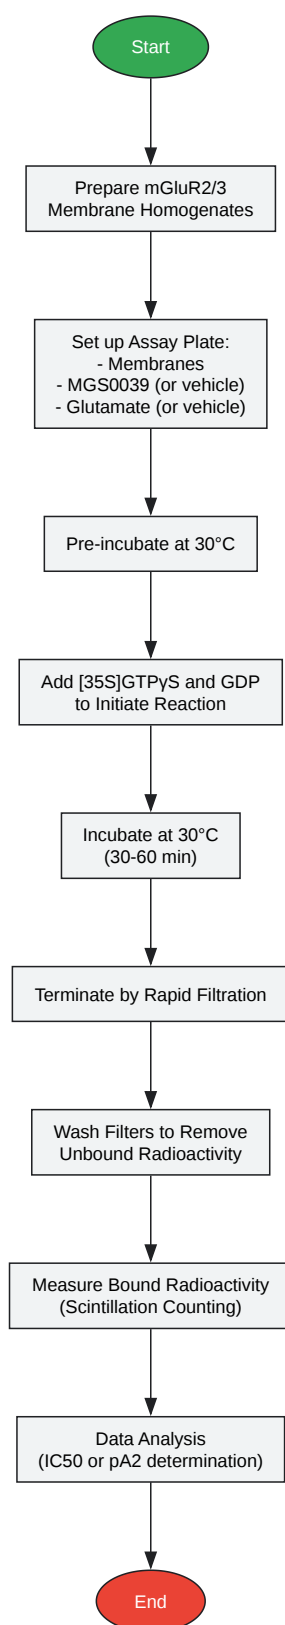 Start
Prepare mGluR2/3
Membrane Homogenates
Set up Assay Plate:
- Membranes
- MGS0039 (or vehicle)
- Glutamate (or vehicle)
Pre-incubate at 30°C
Add [35S]GTPγS and GDP
to Initiate Reaction
Incubate at 30°C
(30-60 min)
Terminate by Rapid Filtration
Wash Filters to Remove
Unbound Radioactivity
Measure Bound Radioactivity
(Scintillation Counting)
Data Analysis
(IC50 or pA2 determination)
End